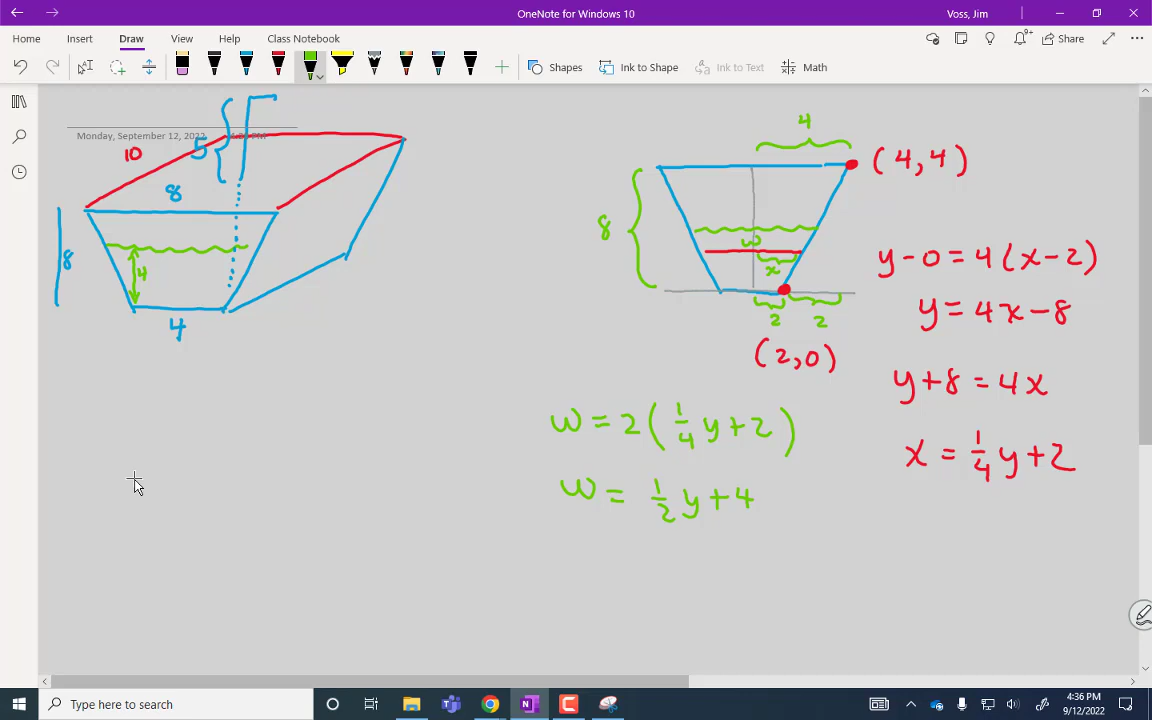 OneNote for Windows 10
Voss, Jim
Home Insert Draw View Help Class Notebook
Share
Shapes Ink to Shape Ink to Text Math
Monday, September 12, 2022
10
5
8
8
4
4
4
(4,4)
8
w
x
2 2
(2,0)
y-0=4(x-2)
y=4x-8
y+8=4x
x=1/4y+2
w=2(1/4y+2)
w=1/2y+4
Type here to search
4:36 PM
9/12/2022